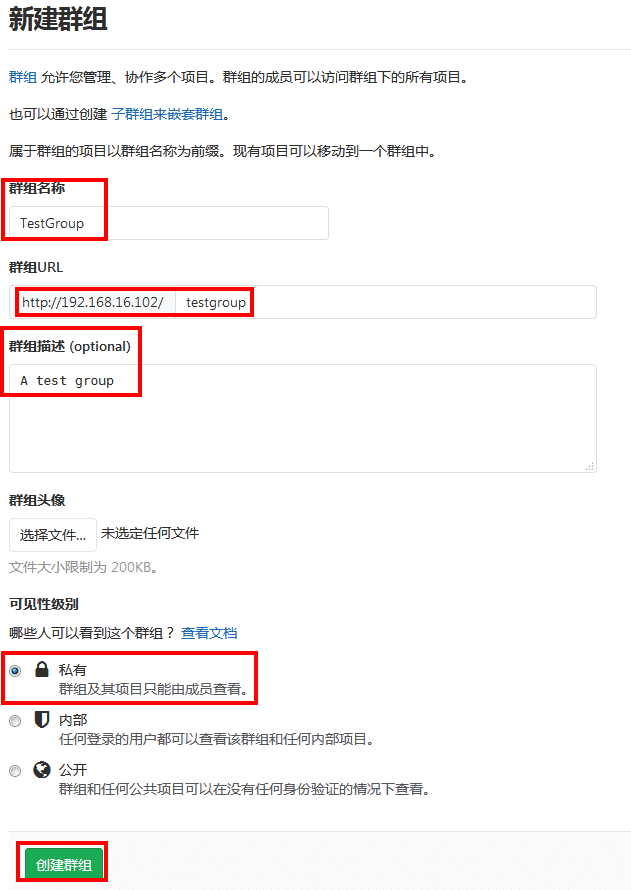 新建群组
群组 允许您管理、协作多个项目。群组的成员可以访问群组下的所有项目。
也可以通过创建 子群组来嵌套群组。
属于群组的项目以群组名称为前缀。现有项目可以移动到一个群组中。
群组名称
TestGroup
群组URL
http://192.168.16.102/ testgroup
群组描述 (optional)
A test group
群组头像
选择文件... 未选定任何文件
文件大小限制为 200KB。
可见性级别
哪些人可以看到这个群组？ 查看文档
私有
群组及其项目只能由成员查看。
内部
任何登录的用户都可以查看该群组和任何内部项目。
公开
群组和任何公共项目可以在没有任何身份验证的情况下查看。
创建群组